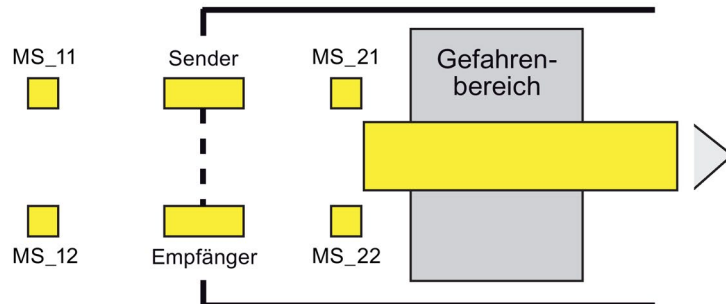 MS_11
Sender
MS_21
Gefahren-
bereich
MS_12
Empfänger
MS_22